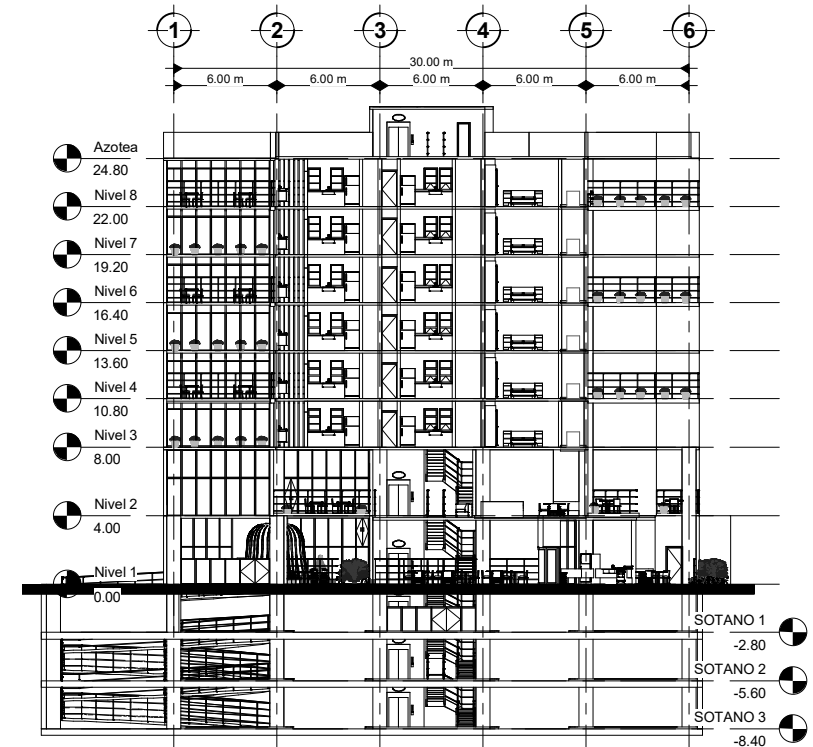 1 2 3 4 5 6
30.00 m
6.00 m 6.00 m 6.00 m 6.00 m 6.00 m
Azotea
24.80
Nivel 8
22.00
Nivel 7
19.20
Nivel 6
16.40
Nivel 5
13.60
Nivel 4
10.80
Nivel 3
8.00
Nivel 2
4.00
Nivel 1
0.00
SOTANO 1
-2.80
SOTANO 2
-5.60
SOTANO 3
-8.40